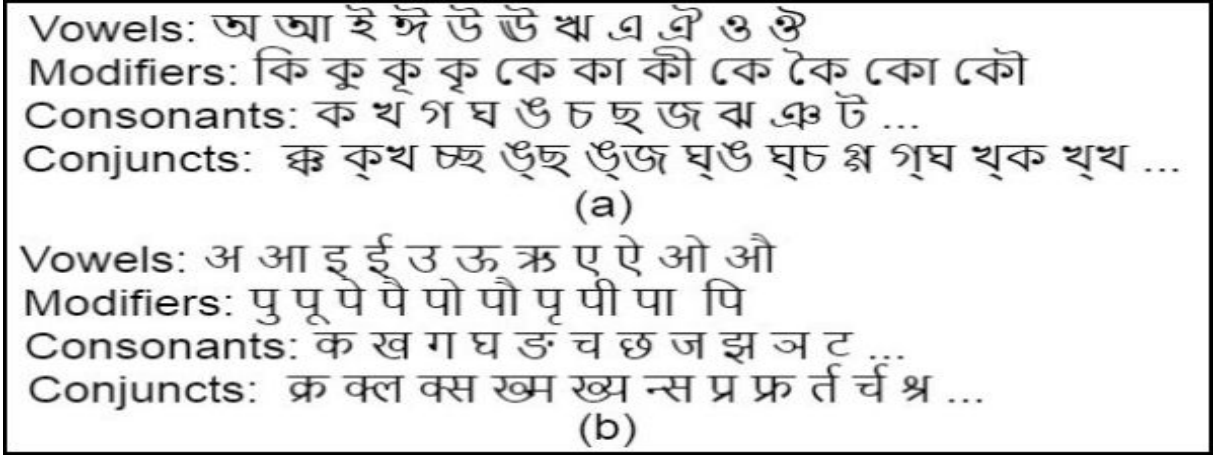 Vowels: অ আ ই ঈ উ ঊ ঋ এ ঐ ও ঔ
Modifiers: কি কু কূ কৃ কে কা কী কে কৈ কো কৌ
Consonants: ক খ গ ঘ ঙ চ ছ জ ঝ ঞ ট ...
Conjuncts: ক্ক ক্‌খ চ্ছ ঙ্‌ছ ঙ্‌জ ঘ্‌ঙ ঘ্‌চ গ্ন গ্‌ঘ খ্‌ক খ্‌খ ...
(a)
Vowels: अ आ इ ई उ ऊ ऋ ए ऐ ओ औ
Modifiers: पु पू पे पै पो पौ पृ पी पा पि
Consonants: क ख ग घ ङ च छ ज झ ञ ट ...
Conjuncts: क्र क्ल क्स ख्म ख्य न्स प्र फ्र र्त र्च श्र ...
(b)